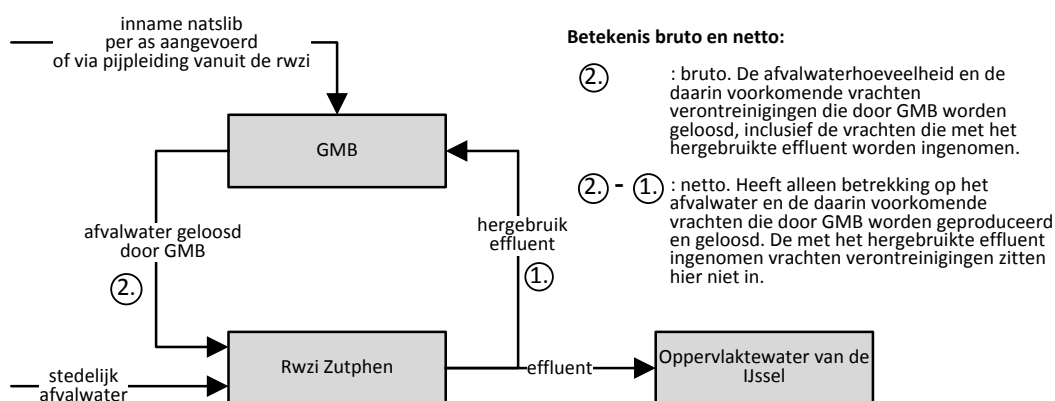 inname natslib
per as aangevoerd
of via pijpleiding vanuit de rwzi
GMB
afvalwater geloosd
door GMB
2.
hergebruik
effluent
1.
stedelijk
afvalwater
Rwzi Zutphen
effluent
Oppervlaktewater van de
IJssel
Betekenis bruto en netto:
2. : bruto. De afvalwaterhoeveelheid en de
daarin voorkomende vrachten
verontreinigingen die door GMB worden
geloosd, inclusief de vrachten die met het
hergebruikte effluent worden ingenomen.
2. - 1. : netto. Heeft alleen betrekking op het
afvalwater en de daarin voorkomende
vrachten die door GMB worden geproduceerd
en geloosd. De met het hergebruikte effluent
ingenomen vrachten verontreinigingen zitten
hier niet in.